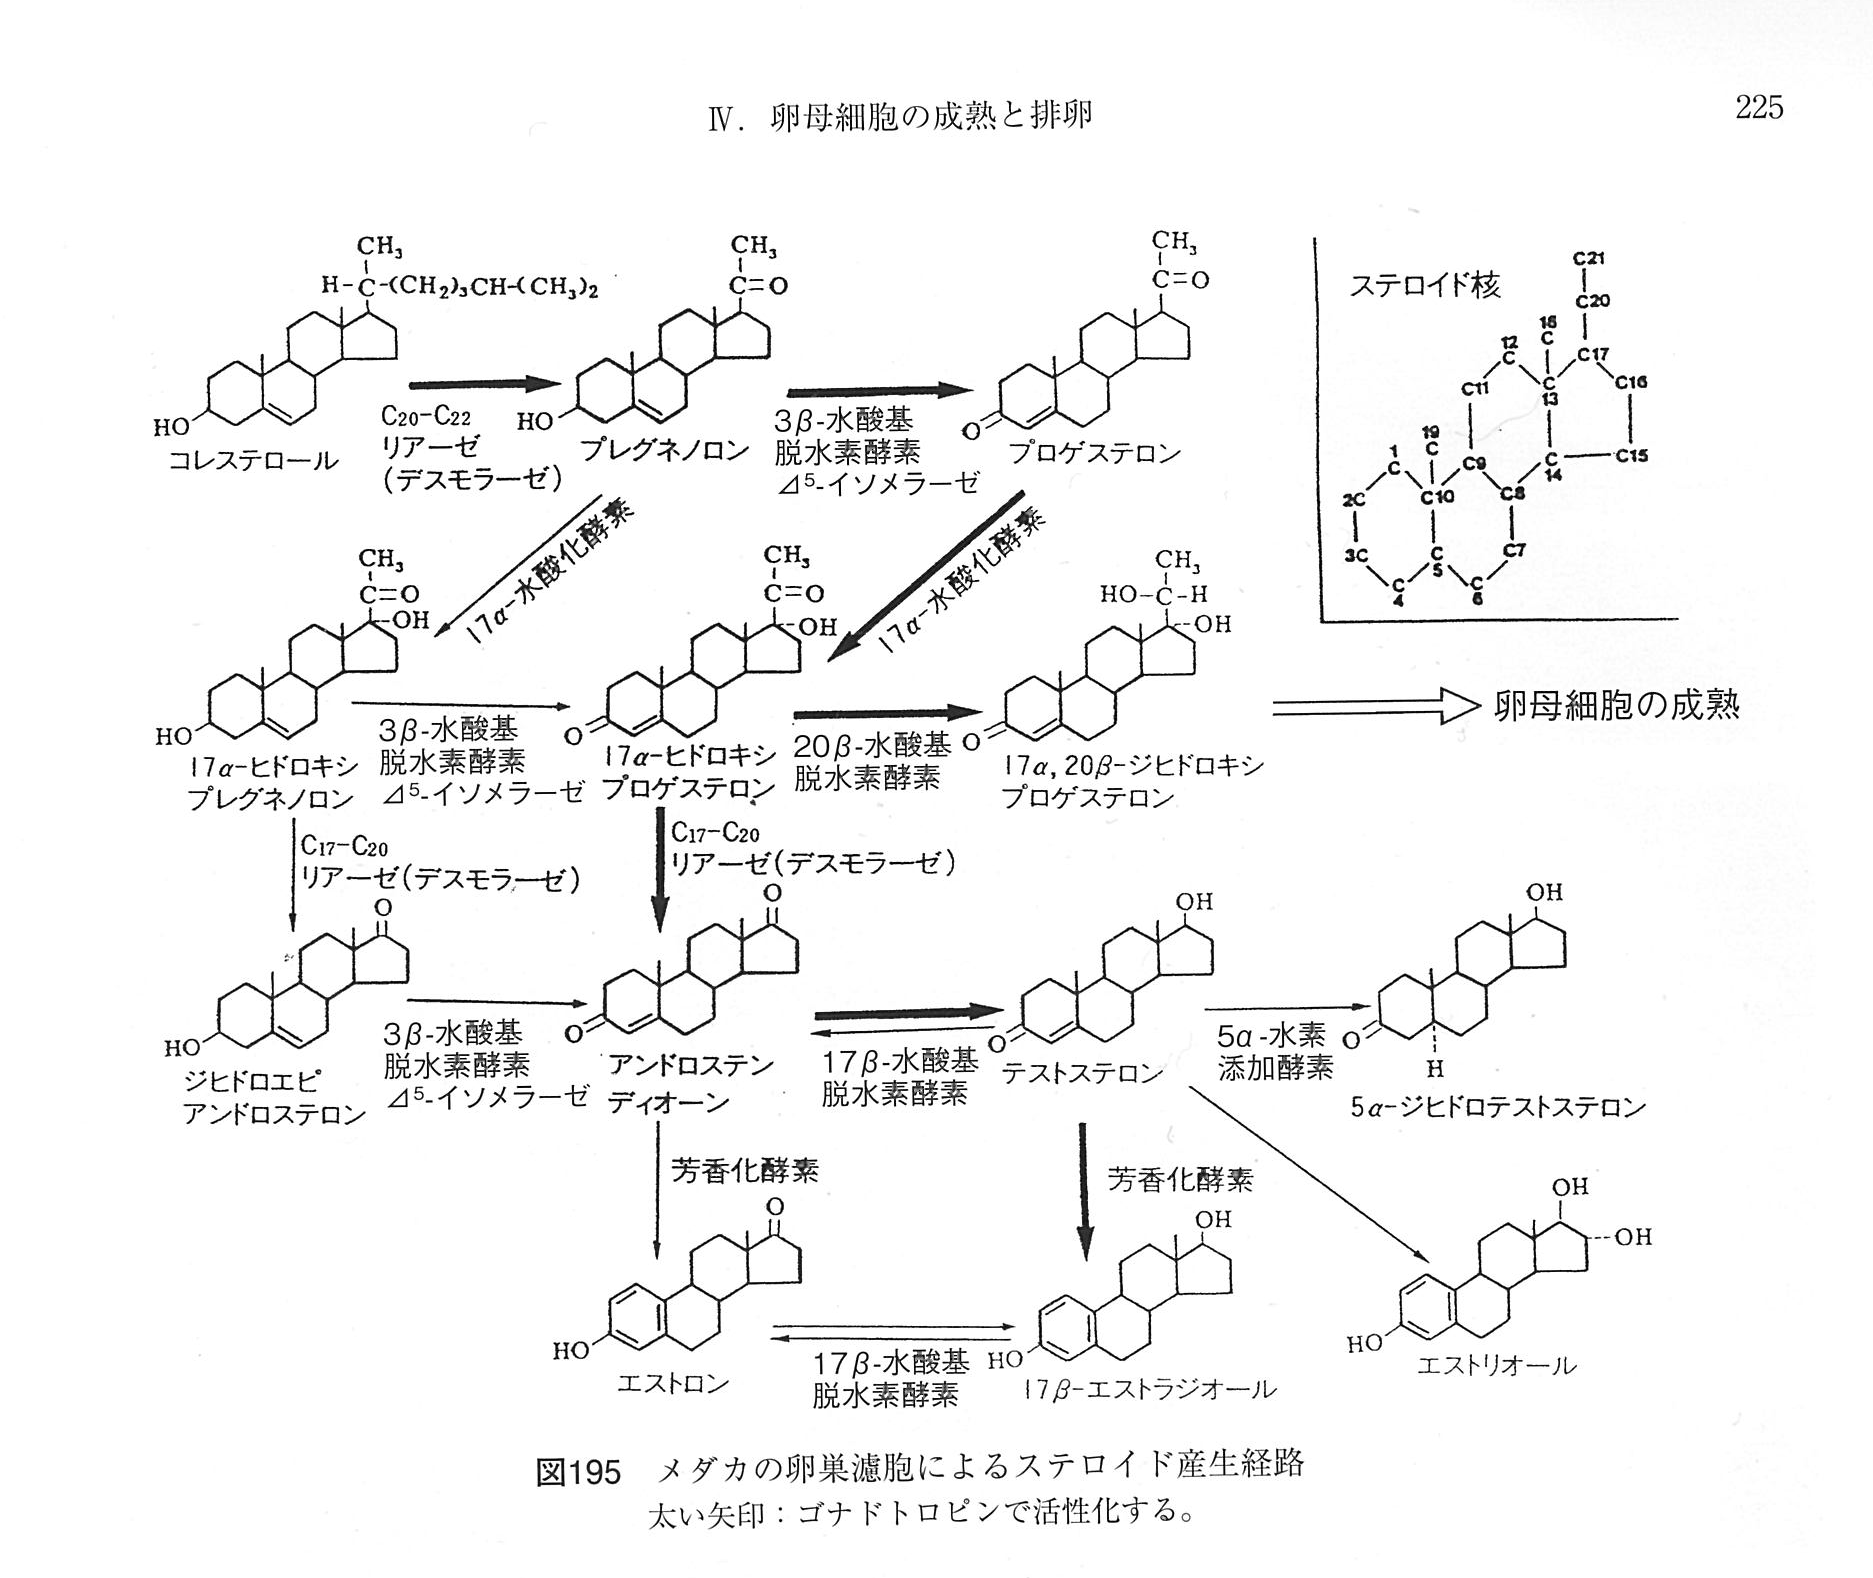 Ⅳ. 卵母細胞の成熟と排卵
225
CH₃
H-C-(CH₂)₃CH-(CH₃)₂
HO
コレステロール
C₂₀-C₂₂
リアーゼ
(デスモラーゼ)
CH₃
C=O
HO
プレグネノロン
3β-水酸基
脱水素酵素
⊿⁵-イソメラーゼ
CH₃
C=O
O
プロゲステロン
ステロイド核
C21
C20
18
C
12
C
C17
C11
C16
13
19
C
1
C
C9
14
C15
2C
C10
C8
3C
C
5
C7
C
4
C
6
17α-水酸化酵素
17α-水酸化酵素
CH₃
C=O
OH
HO
17α-ヒドロキシ
プレグネノロン
3β-水酸基
脱水素酵素
⊿⁵-イソメラーゼ
CH₃
C=O
OH
O
17α-ヒドロキシ
プロゲステロン
20β-水酸基
脱水素酵素
CH₃
HO-C-H
OH
O
17α, 20β-ジヒドロキシ
プロゲステロン
卵母細胞の成熟
C₁₇-C₂₀
リアーゼ(デスモラーゼ)
C₁₇-C₂₀
リアーゼ(デスモラーゼ)
O
HO
ジヒドロエピ
アンドロステロン
3β-水酸基
脱水素酵素
⊿⁵-イソメラーゼ
O
O
アンドロステン
ディオーン
17β-水酸基
脱水素酵素
OH
O
テストステロン
5α-水素
添加酵素
OH
O
H
5α-ジヒドロテストステロン
芳香化酵素
芳香化酵素
O
HO
エストロン
17β-水酸基
脱水素酵素
OH
HO
17β-エストラジオール
OH
OH
HO
エストリオール
図195 メダカの卵巣濾胞によるステロイド産生経路
太い矢印：ゴナドトロピンで活性化する。